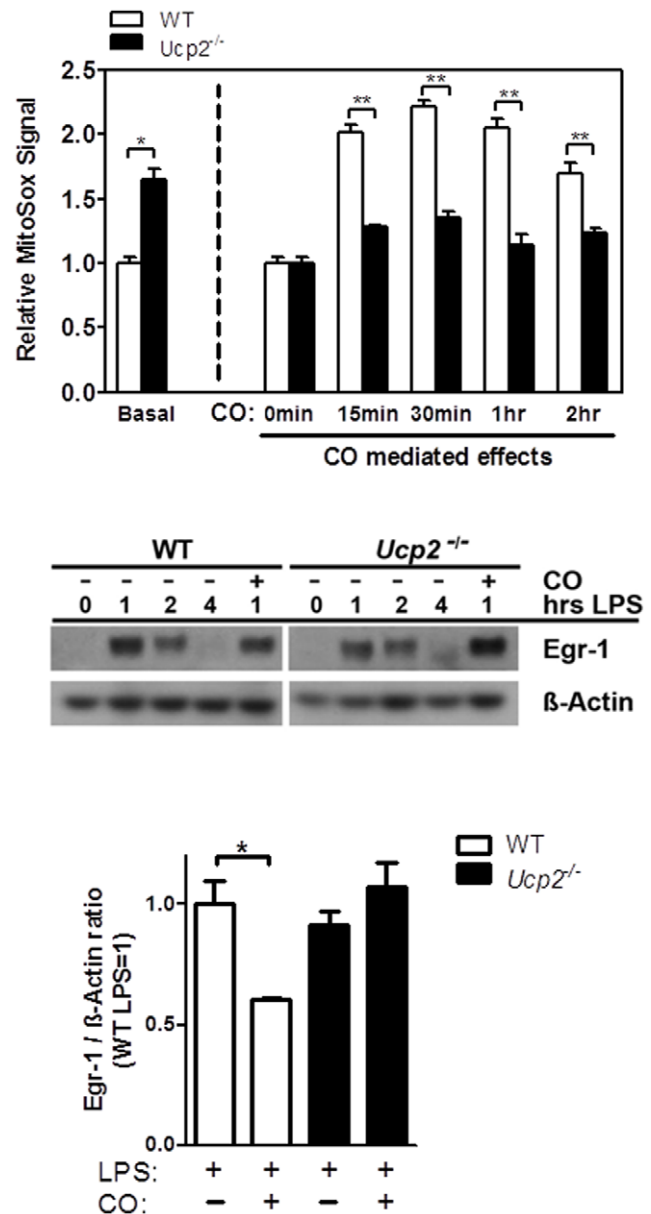 WT
Ucp2-/-
Relative MitoSox Signal
2.5
2.0
1.5
1.0
0.5
0.0
* ** ** ** **
Basal CO: 0min 15min 30min 1hr 2hr
CO mediated effects
WT Ucp2 -/-
- - - - + - - - - + CO
0 1 2 4 1 0 1 2 4 1 hrs LPS
Egr-1
ß-Actin
WT
Ucp2-/-
Egr-1 / ß-Actin ratio
(WT LPS=1)
*
1.0
0.5
0.0
LPS: + + + +
CO: - + - +